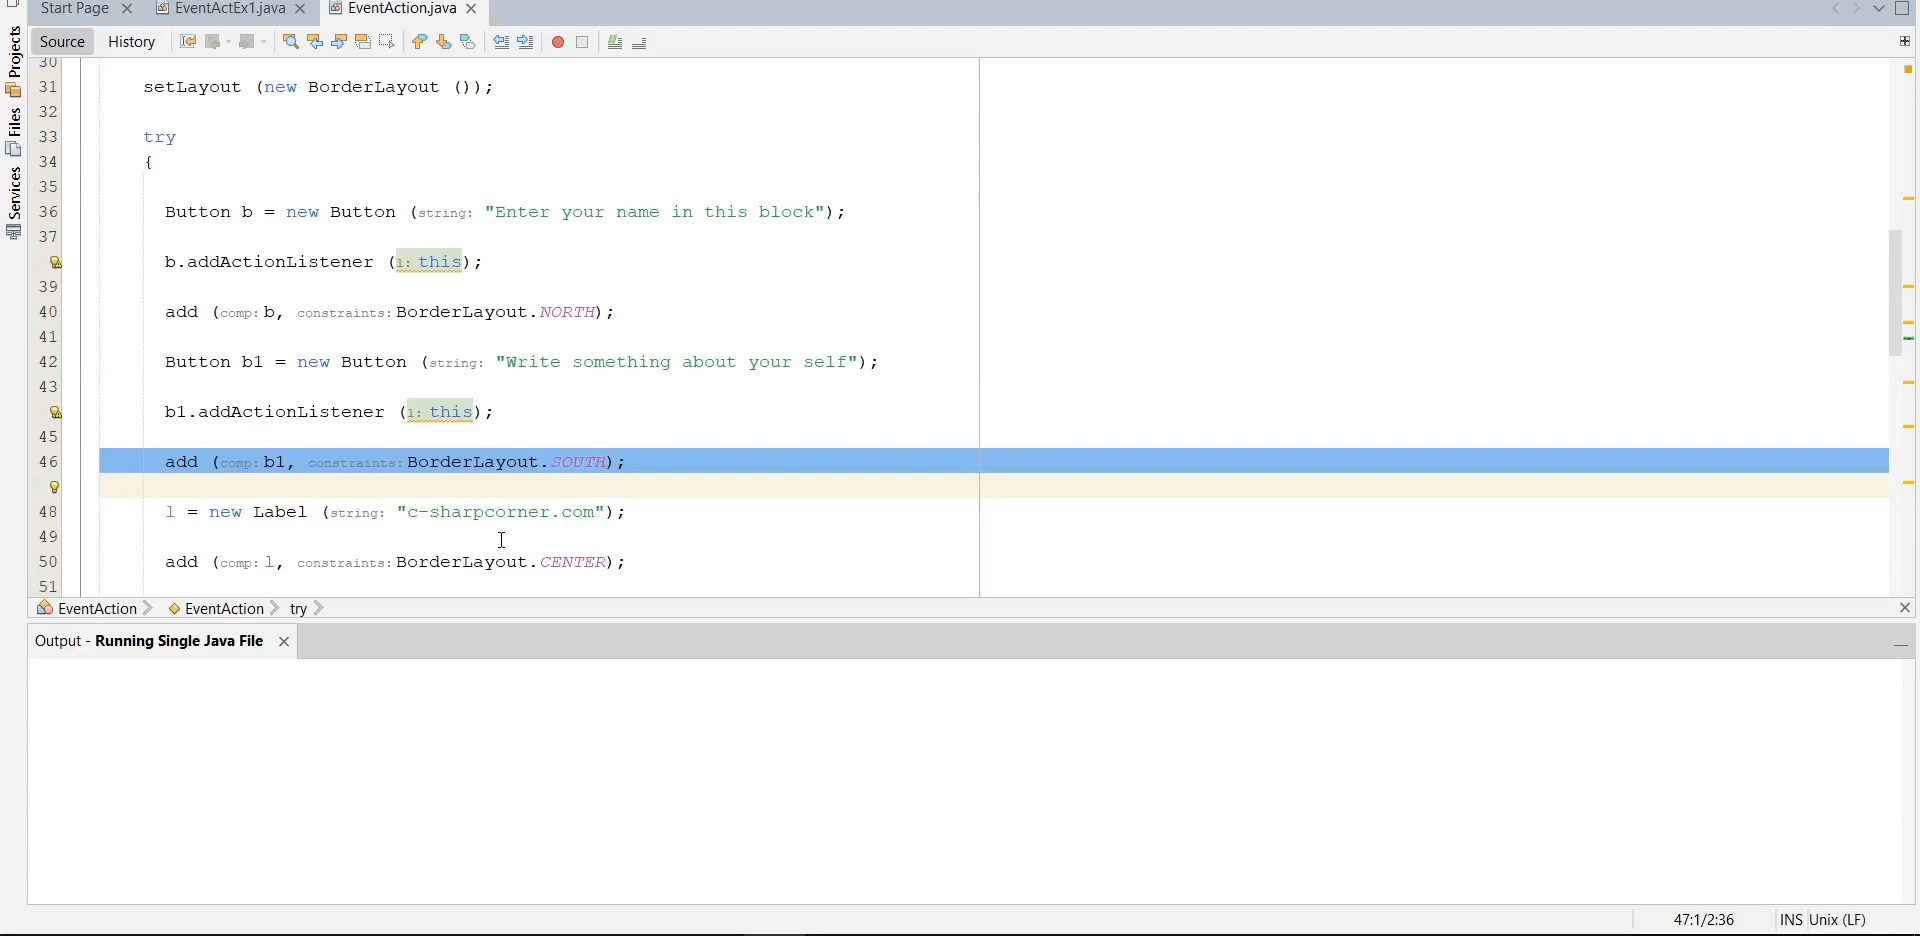 Start Page EventActEx1.java EventAction.java
Source History
Projects
Files
Services
30
31 setLayout (new BorderLayout ());
32
33 try
34 {
35
36 Button b = new Button (string: "Enter your name in this block");
37
b.addActionListener (l: this);
39
40 add (comp: b, constraints: BorderLayout.NORTH);
41
42 Button b1 = new Button (string: "Write something about your self");
43
b1.addActionListener (l: this);
45
46 add (comp: b1, constraints: BorderLayout.SOUTH);
48 l = new Label (string: "c-sharpcorner.com");
49
50 add (comp: l, constraints: BorderLayout.CENTER);
51
EventAction EventAction try
Output - Running Single Java File
47:1/2:36 INS Unix (LF)